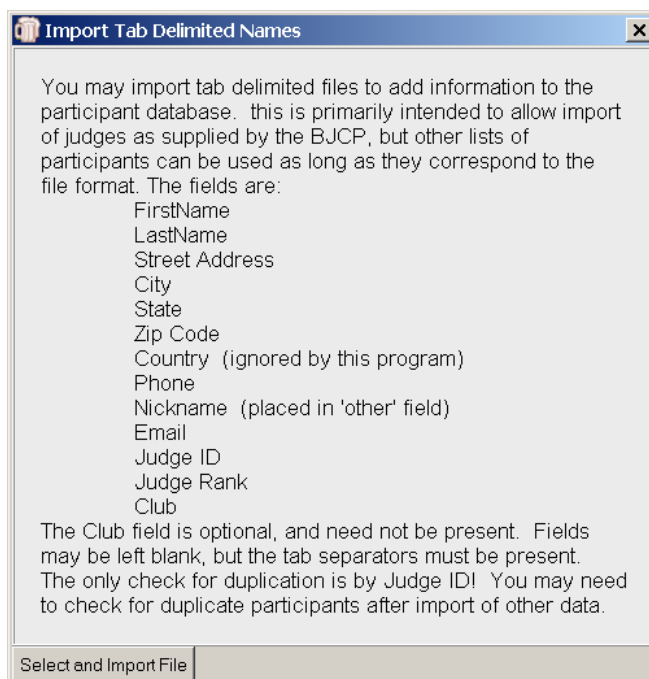 Import Tab Delimited Names
You may import tab delimited files to add information to the
participant database.  this is primarily intended to allow import
of judges as supplied by the BJCP, but other lists of
participants can be used as long as they correspond to the
file format. The fields are:
FirstName
LastName
Street Address
City
State
Zip Code
Country  (ignored by this program)
Phone
Nickname  (placed in 'other' field)
Email
Judge ID
Judge Rank
Club
The Club field is optional, and need not be present.  Fields
may be left blank, but the tab separators must be present.
The only check for duplication is by Judge ID!  You may need
to check for duplicate participants after import of other data.
Select and Import File